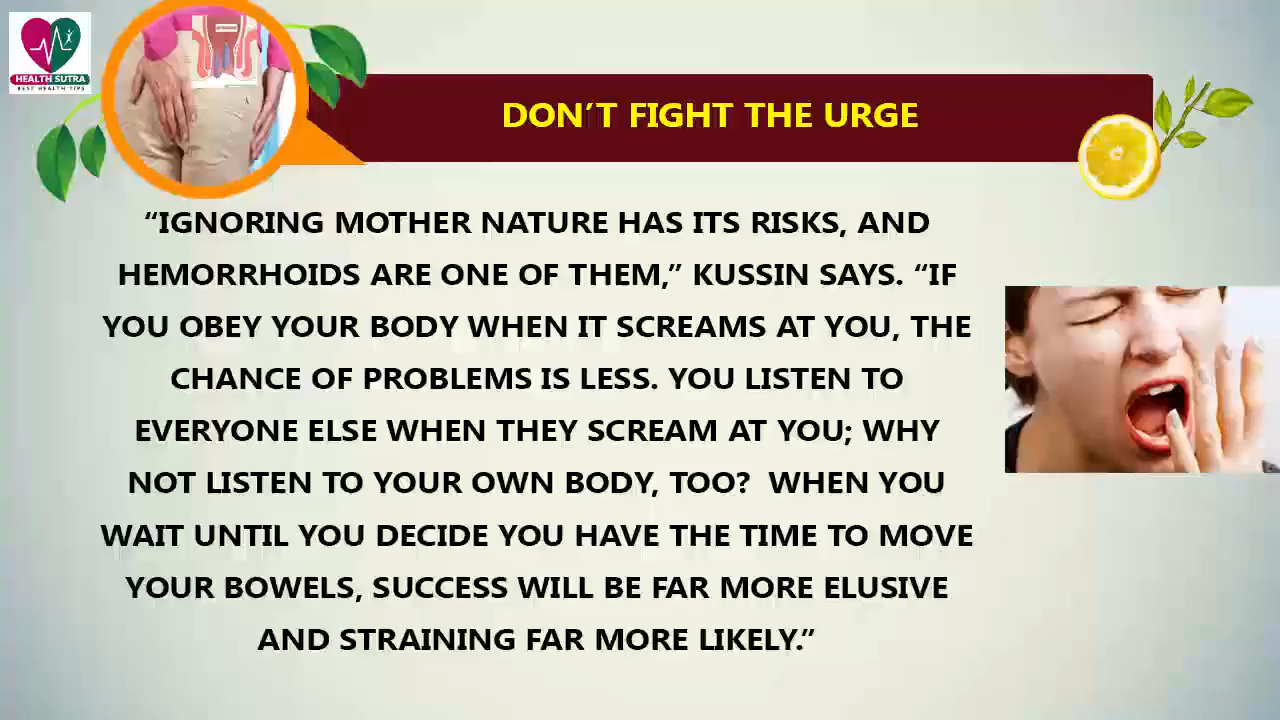 HEALTH SUTRA
BEST HEALTH TIPS
DON’T FIGHT THE URGE
“IGNORING MOTHER NATURE HAS ITS RISKS, AND
HEMORRHOIDS ARE ONE OF THEM,” KUSSIN SAYS. “IF
YOU OBEY YOUR BODY WHEN IT SCREAMS AT YOU, THE
CHANCE OF PROBLEMS IS LESS. YOU LISTEN TO
EVERYONE ELSE WHEN THEY SCREAM AT YOU; WHY
NOT LISTEN TO YOUR OWN BODY, TOO?  WHEN YOU
WAIT UNTIL YOU DECIDE YOU HAVE THE TIME TO MOVE
YOUR BOWELS, SUCCESS WILL BE FAR MORE ELUSIVE
AND STRAINING FAR MORE LIKELY.”